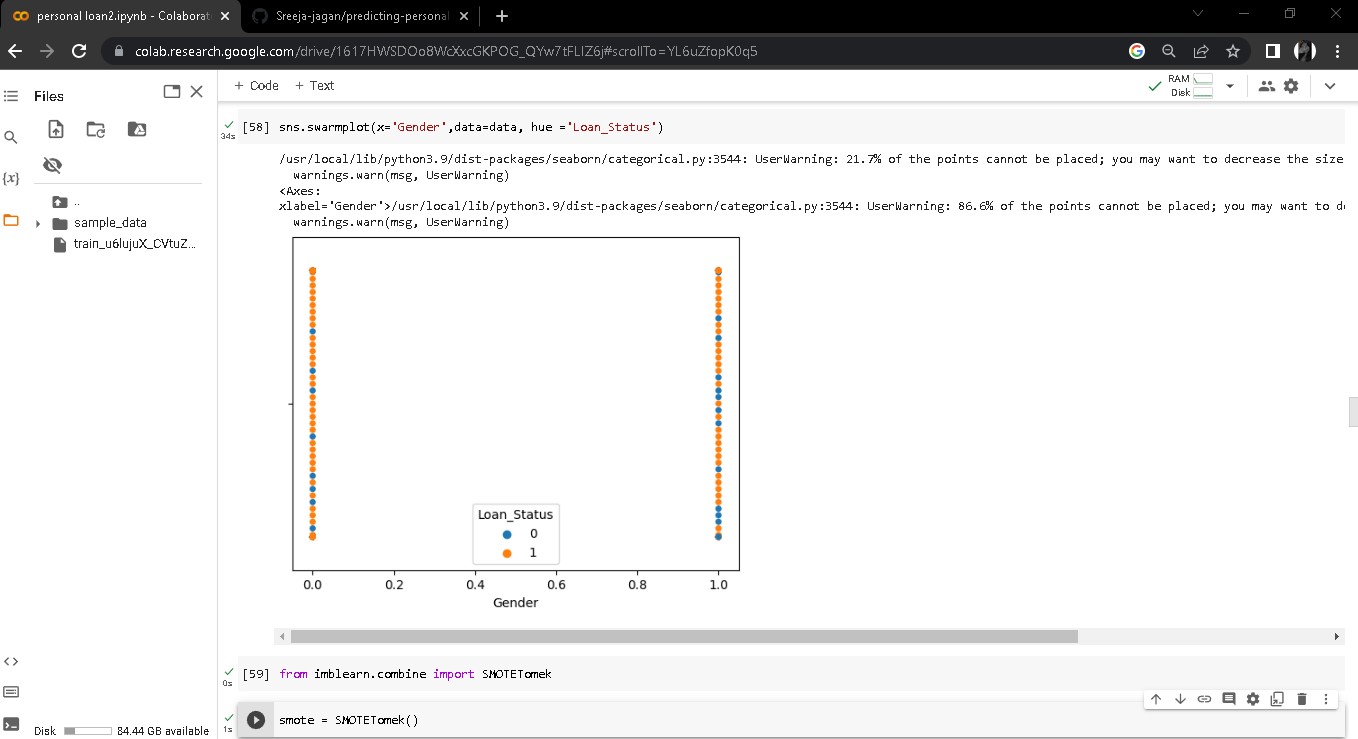 personal loan2.ipynb - Colaborat
Sreeja-jagan/predicting-personal
colab.research.google.com/drive/1617HWSDOo8WcXxcGKPOG_QYw7tFLIZ6j#scrollTo=YL6uZfopK0q5
Files
+ Code + Text
RAM
Disk
..
sample_data
train_u6lujuX_CVtuZ...
{x}
34s
[58] sns.swarmplot(x='Gender',data=data, hue ='Loan_Status')
/usr/local/lib/python3.9/dist-packages/seaborn/categorical.py:3544: UserWarning: 21.7% of the points cannot be placed; you may want to decrease the size
warnings.warn(msg, UserWarning)
<Axes:
xlabel='Gender'>/usr/local/lib/python3.9/dist-packages/seaborn/categorical.py:3544: UserWarning: 86.6% of the points cannot be placed; you may want to de
warnings.warn(msg, UserWarning)
Loan_Status
0
1
0.0 0.2 0.4 0.6 0.8 1.0
Gender
0s
[59] from imblearn.combine import SMOTETomek
1s
smote = SMOTETomek()
Disk 84.44 GB available